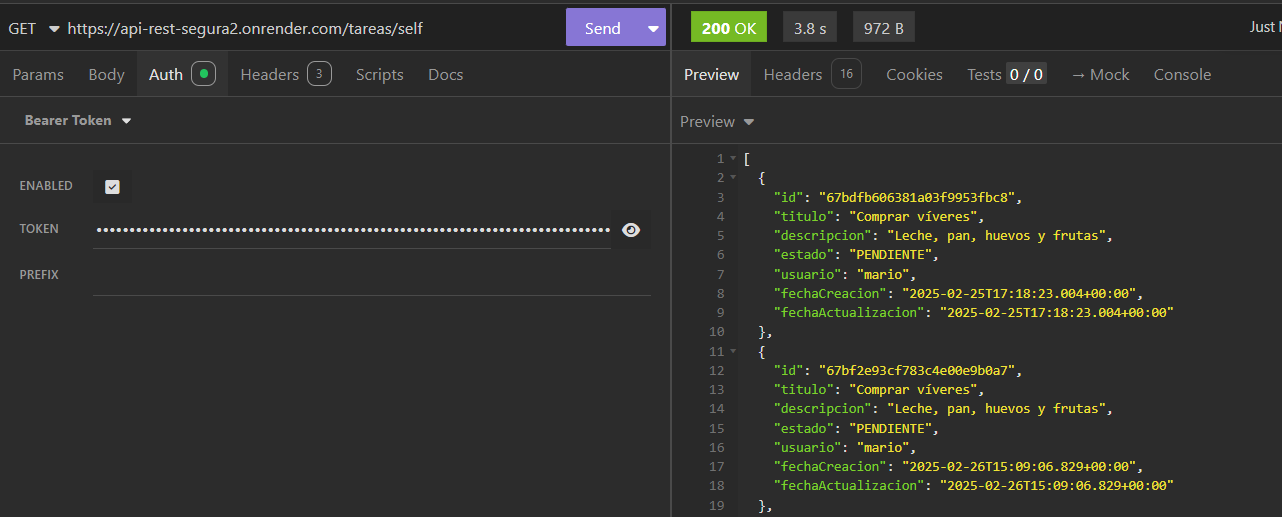 GET https://api-rest-segura2.onrender.com/tareas/self Send
Params Body Auth Headers 3 Scripts Docs
Bearer Token
ENABLED
TOKEN ••••••••••••••••••••••••••••••••••••••••••••••••••••••••••••••••••••••••
PREFIX
200 OK 3.8 s 972 B Just
Preview Headers 16 Cookies Tests 0 / 0 → Mock Console
Preview
1 [
2 {
3 "id": "67bdfb606381a03f9953fbc8",
4 "titulo": "Comprar víveres",
5 "descripcion": "Leche, pan, huevos y frutas",
6 "estado": "PENDIENTE",
7 "usuario": "mario",
8 "fechaCreacion": "2025-02-25T17:18:23.004+00:00",
9 "fechaActualizacion": "2025-02-25T17:18:23.004+00:00"
10 },
11 {
12 "id": "67bf2e93cf783c4e00e9b0a7",
13 "titulo": "Comprar víveres",
14 "descripcion": "Leche, pan, huevos y frutas",
15 "estado": "PENDIENTE",
16 "usuario": "mario",
17 "fechaCreacion": "2025-02-26T15:09:06.829+00:00",
18 "fechaActualizacion": "2025-02-26T15:09:06.829+00:00"
19 },